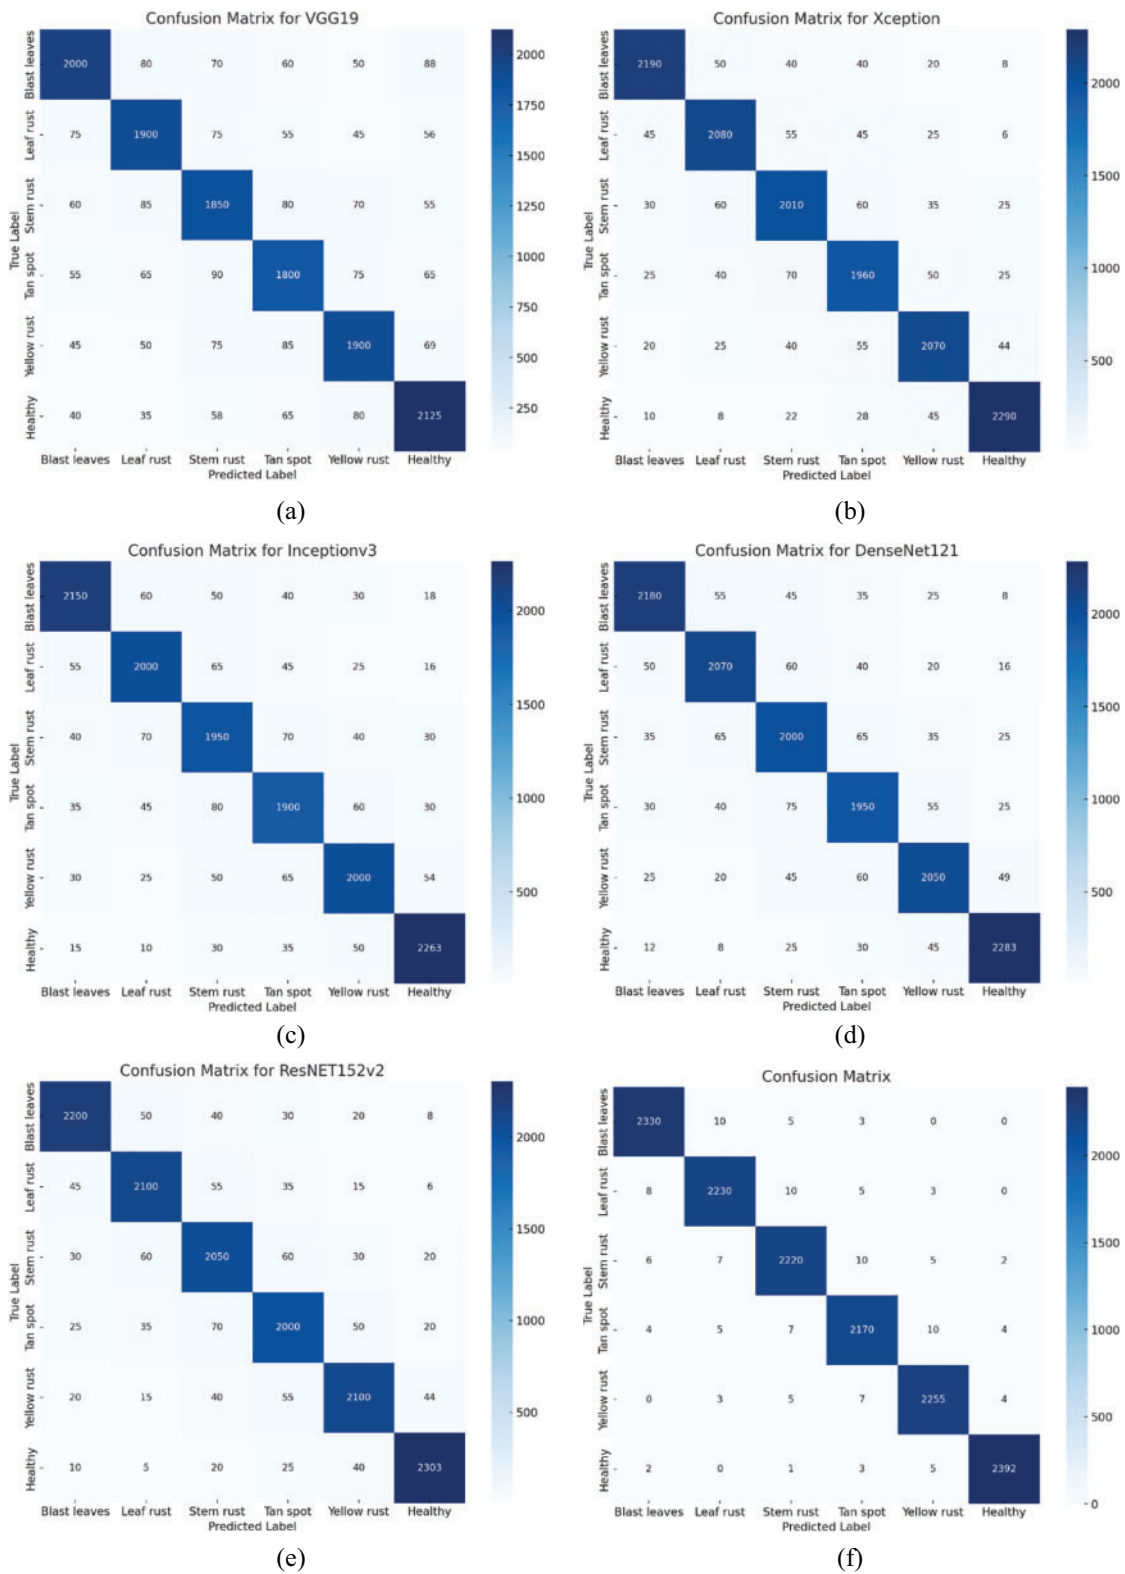 Confusion Matrix for VGG19
Blast leaves 2000 80 70 60 50 88
Leaf rust 75 1900 75 55 45 56
Stem rust 60 85 1850 80 70 55
Tan spot 55 65 90 1800 75 65
Yellow rust 45 50 75 85 1900 69
Healthy 40 35 58 65 80 2125
True Label
Blast leaves Leaf rust Stem rust Tan spot Yellow rust Healthy
Predicted Label
2000
1750
1500
1250
1000
750
500
250
(a)
Confusion Matrix for Xception
Blast leaves 2190 50 40 40 20 8
Leaf rust 45 2080 55 45 25 6
Stem rust 30 60 2010 60 35 25
Tan spot 25 40 70 1960 50 25
Yellow rust 20 25 40 55 2070 44
Healthy 10 8 22 28 45 2290
True Label
Blast leaves Leaf rust Stem rust Tan spot Yellow rust Healthy
Predicted Label
2000
1500
1000
500
(b)
Confusion Matrix for Inceptionv3
Blast leaves 2150 60 50 40 30 18
Leaf rust 55 2000 65 45 25 16
Stem rust 40 70 1950 70 40 30
Tan spot 35 45 80 1900 60 30
Yellow rust 30 25 50 65 2000 54
Healthy 15 10 30 35 50 2263
True Label
Blast leaves Leaf rust Stem rust Tan spot Yellow rust Healthy
Predicted Label
2000
1500
1000
500
(c)
Confusion Matrix for DenseNet121
Blast leaves 2180 55 45 35 25 8
Leaf rust 50 2070 60 40 20 16
Stem rust 35 65 2000 65 35 25
Tan spot 30 40 75 1950 55 25
Yellow rust 25 20 45 60 2050 49
Healthy 12 8 25 30 45 2283
True Label
Blast leaves Leaf rust Stem rust Tan spot Yellow rust Healthy
Predicted Label
2000
1500
1000
500
(d)
Confusion Matrix for ResNET152v2
Blast leaves 2200 50 40 30 20 8
Leaf rust 45 2100 55 35 15 6
Stem rust 30 60 2050 60 30 20
Tan spot 25 35 70 2000 50 20
Yellow rust 20 15 40 55 2100 44
Healthy 10 5 20 25 40 2303
True Label
Blast leaves Leaf rust Stem rust Tan spot Yellow rust Healthy
Predicted Label
2000
1500
1000
500
(e)
Confusion Matrix
Blast leaves 2330 10 5 3 0 0
Leaf rust 8 2230 10 5 3 0
Stem rust 6 7 2220 10 5 2
Tan spot 4 5 7 2170 10 4
Yellow rust 0 3 5 7 2255 4
Healthy 2 0 1 3 5 2392
True Label
Blast leaves Leaf rust Stem rust Tan spot Yellow rust Healthy
Predicted Label
2000
1500
1000
500
0
(f)